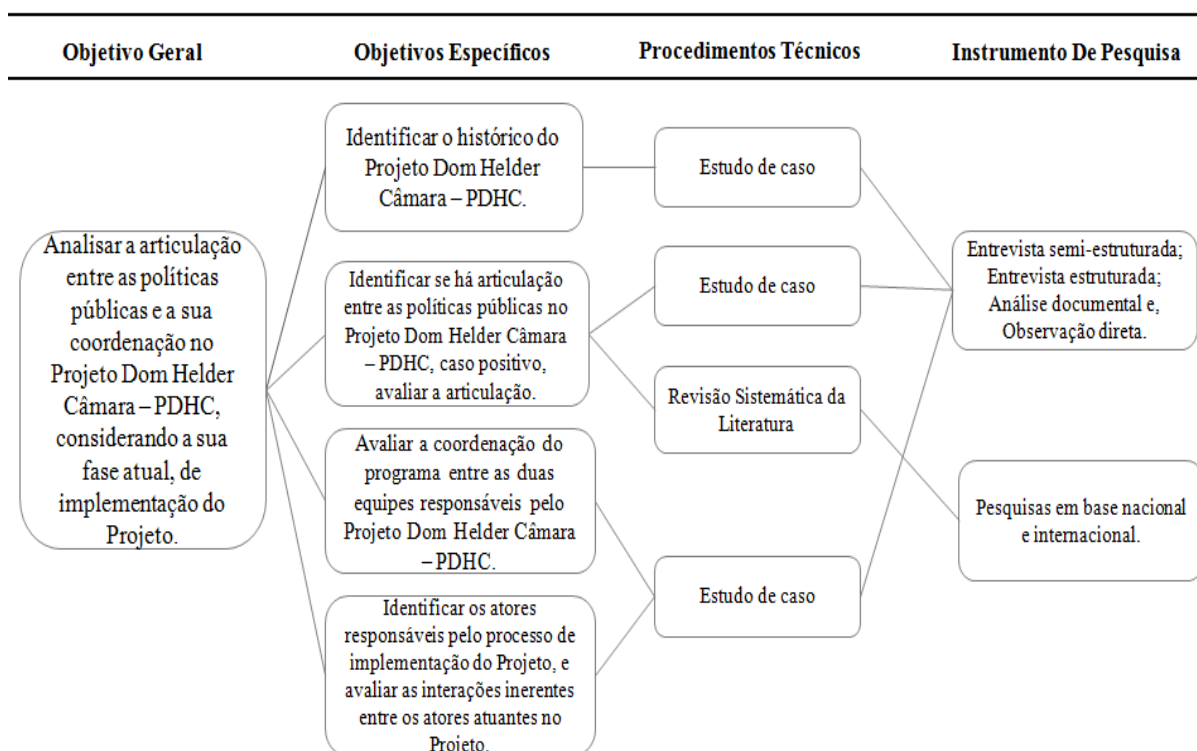 Objetivo Geral
Objetivos Específicos
Procedimentos Técnicos
Instrumento De Pesquisa
Analisar a articulação
entre as políticas
públicas e a sua
coordenação no
Projeto Dom Helder
Câmara – PDHC,
considerando a sua
fase atual, de
implementação do
Projeto.
Identificar o histórico do
Projeto Dom Helder
Câmara – PDHC.
Identificar se há articulação
entre as políticas públicas no
Projeto Dom Helder Câmara
– PDHC, caso positivo,
avaliar a articulação.
Avaliar a coordenação do
programa entre as duas
equipes responsáveis pelo
Projeto Dom Helder Câmara
– PDHC.
Identificar os atores
responsáveis pelo processo de
implementação do Projeto, e
avaliar as interações inerentes
entre os atores atuantes no
Projeto.
Estudo de caso
Estudo de caso
Revisão Sistemática da
Literatura
Estudo de caso
Entrevista semi-estruturada;
Entrevista estruturada;
Análise documental e,
Observação direta.
Pesquisas em base nacional
e internacional.